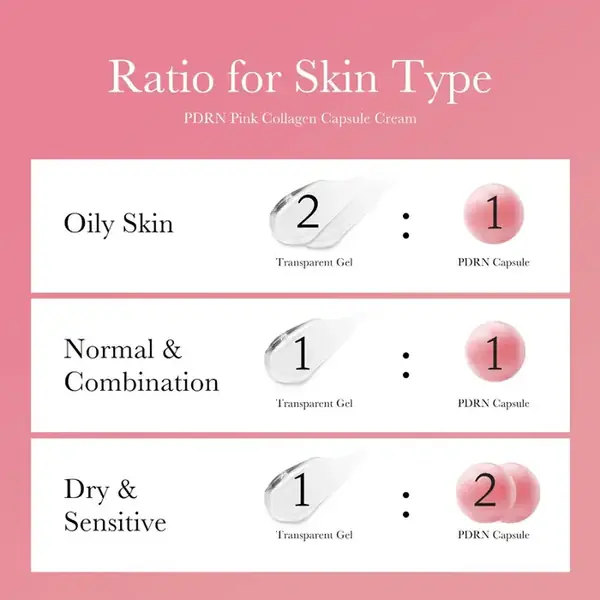 Ratio for Skin Type
PDRN Pink Collagen Capsule Cream
Oily Skin
2 : 1
Transparent Gel PDRN Capsule
Normal &
Combination
1 : 1
Transparent Gel PDRN Capsule
Dry &
Sensitive
1 : 2
Transparent Gel PDRN Capsule